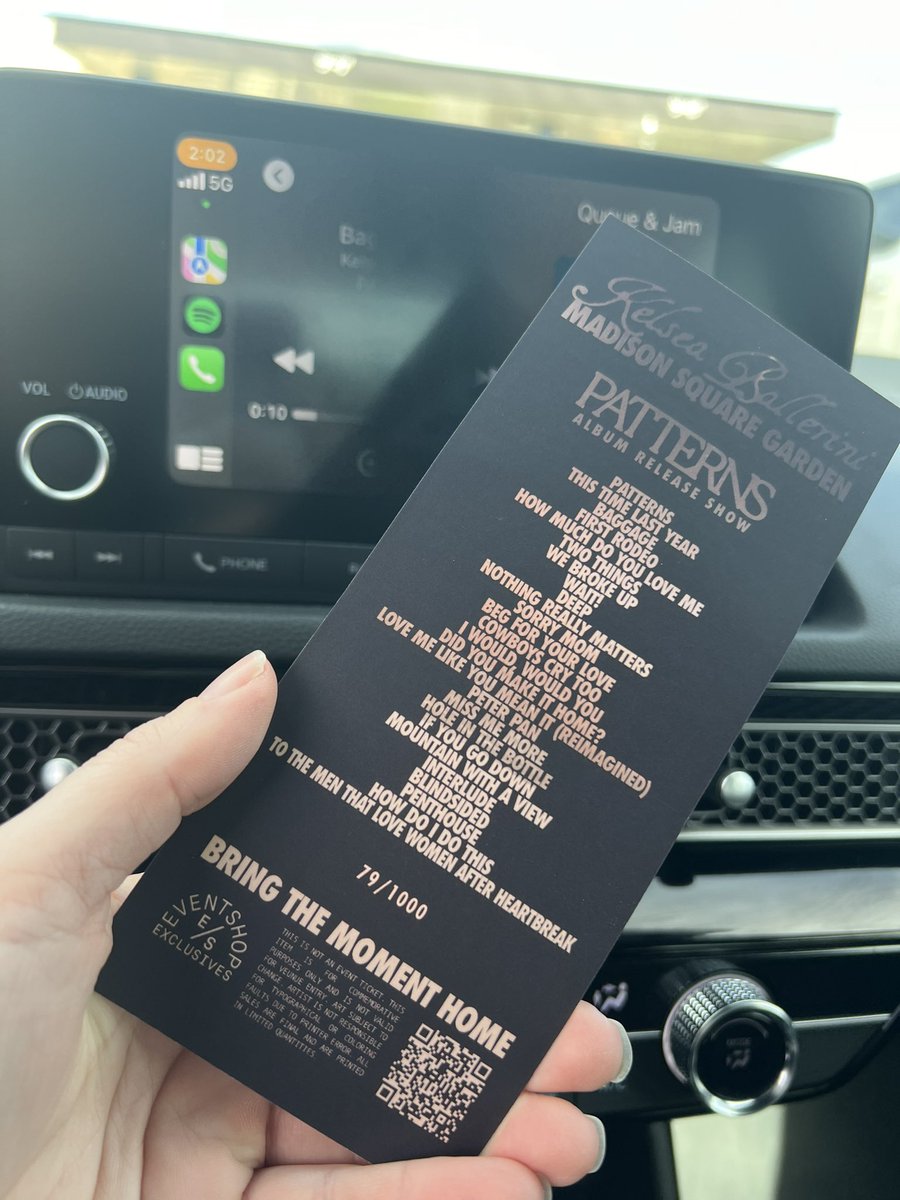 2:02
5G
Queue & Jam
0:10
VOL
AUDIO
PHONE
Kelsea Ballerini
MADISON SQUARE GARDEN
PATTERNS
ALBUM RELEASE SHOW
PATTERNS
THIS TIME LAST YEAR
BAGGAGE
FIRST RODEO
HOW MUCH DO YOU LOVE ME
TWO THINGS
WE BROKE UP
WAIT
DEEP
SORRY MOM
NOTHING REALLY MATTERS
BEG FOR YOUR LOVE
COWBOYS CRY TOO
I WOULD, WOULD YOU
DID YOU MAKE IT HOME?
LOVE ME LIKE YOU MEAN IT (REIMAGINED)
PETER PAN
MISS ME MORE
HOLE IN THE BOTTLE
IF YOU GO DOWN
MOUNTAIN WITH A VIEW
INTERLUDE
BLINDSIDED
PENTHOUSE
HOW DO I DO THIS
TO THE MEN THAT LOVE WOMEN AFTER HEARTBREAK
79/1000
BRING THE MOMENT HOME
EVENTSHOP
E/S
EXCLUSIVES
THIS IS NOT AN EVENT TICKET. THIS
ITEM IS FOR COMMEMORATIVE
PURPOSES ONLY AND IS NOT VALID
FOR VEUNUE ENTRY. ART SUBJECT TO
CHANGE. ARTIST IS NOT RESPONSIBLE
FOR TYPOGRAPHICAL OR COLORING
FAULTS DUE TO PRINTER ERROR. ALL
SALES ARE FINAL AND ARE PRINTED
IN LIMITED QUANTITIES
MODE